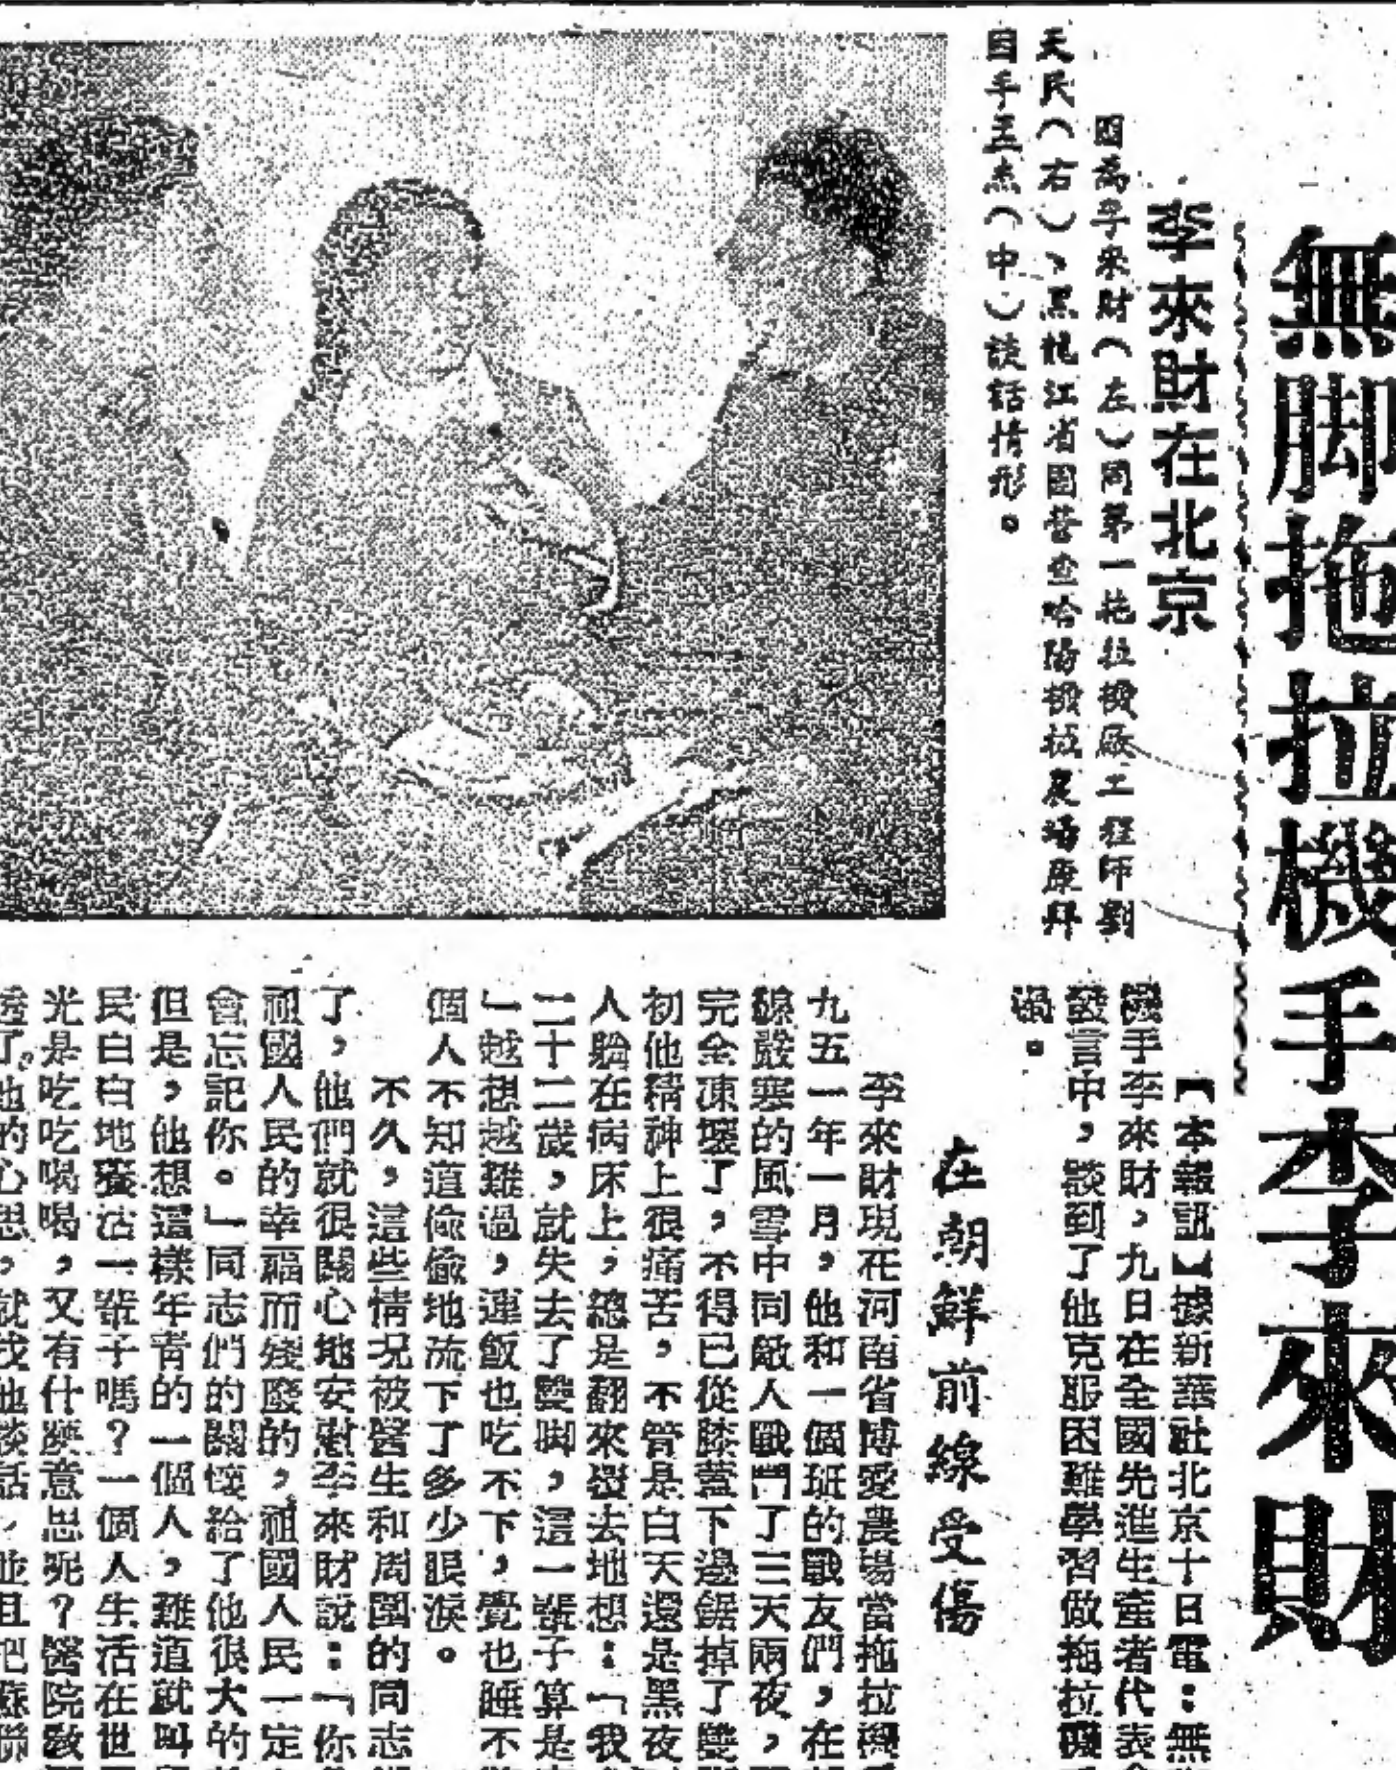 無脚拖拉機手李來財
李來財在北京
圖為李來財（左）同第一拖拉機廠工程師劉
天民（右）、黑龍江省國營查哈陽機械農場康拜
因手王杰（中）談話情形。
【本報訊】據新華社北京十日電：無
機手李來財，九日在全國先進生產者代表
發言中，談到了他克服困難學習做拖拉機
過。
在朝鮮前線受傷
李來財現在河南省博愛農場當拖拉機
九五一年一月，他和一個班的戰友們，在
線嚴寒的風雪中同敵人戰鬥了三天兩夜，
完全凍壞了，不得已從膝蓋下邊鋸掉了雙
初他精神上很痛苦，不管是白天還是黑夜
人躺在病床上，總是翻來覆去地想：「我
二十二歲，就失去了雙脚，這一輩子算是
」越想越難過，連飯也吃不下，覺也睡不
個人不知道偷偷地流下了多少眼淚。
不久，這些情况被醫生和周圍的同志
了，他們就很關心地安慰李來財說：「你
祖國人民的幸福而殘廢的，祖國人民一定
會忘記你。」同志們的關懷給了他很大的
但是，他想這樣年青的一個人，難道就叫
民白白地養活一輩子嗎？一個人生活在世
光是吃吃喝喝，又有什麽意思呢？醫院教
透了他的心思，就找他談話，並且把蘇聯